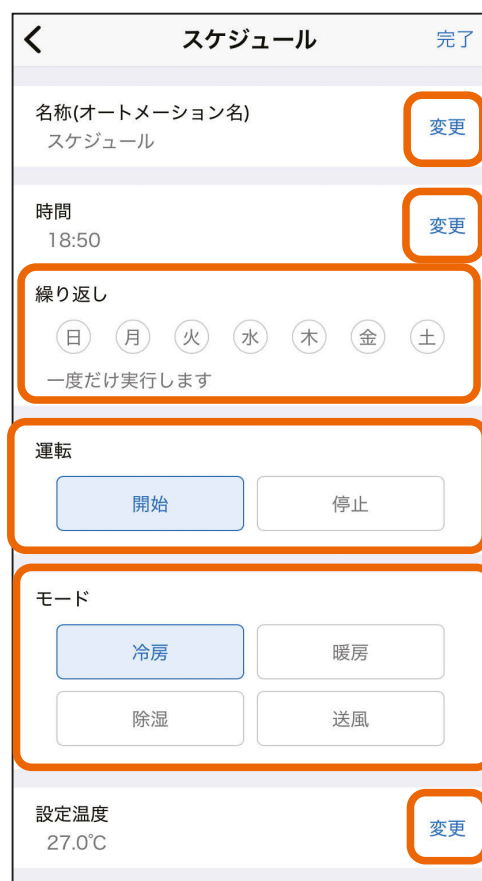 スケジュール 完了
名称(オートメーション名)
変更
スケジュール
時間
変更
18:50
繰り返し
日 月 火 水 木 金 土
一度だけ実行します
運転
開始 停止
モード
冷房 暖房
除湿 送風
設定温度
変更
27.0℃